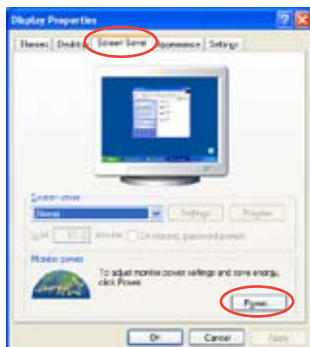 Display Properties
Themes Desktop Screen Saver Appearance Settings
Screen saver
(None) Settings Preview
Wait minutes On resume, password protect
Monitor power
To adjust monitor power settings and save energy,
click Power.
Power...
OK Cancel Apply